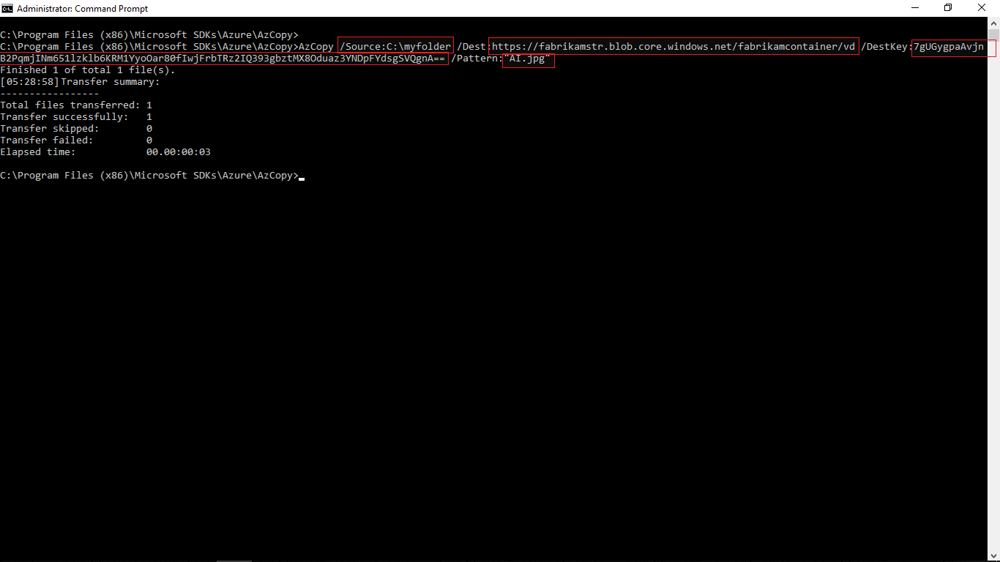 Administrator: Command Prompt
C:\Program Files (x86)\Microsoft SDKs\Azure\AzCopy>
C:\Program Files (x86)\Microsoft SDKs\Azure\AzCopy>AzCopy /Source:C:\myfolder /Dest:https://fabrikamstr.blob.core.windows.net/fabrikamcontainer/vd /DestKey:7gUGygpaAvjn
B2PqmjINm651lzklb6KRM1YyoOar80fIwjFrbTRz2IQ393gbztMX8Oduaz3YNDpFYdsgSVQgnA== /Pattern:"AI.jpg"
Finished 1 of total 1 file(s).
[05:28:58]Transfer summary:
-----------------
Total files transferred: 1
Transfer successfully:   1
Transfer skipped:        0
Transfer failed:         0
Elapsed time:            00.00:00:03
C:\Program Files (x86)\Microsoft SDKs\Azure\AzCopy>